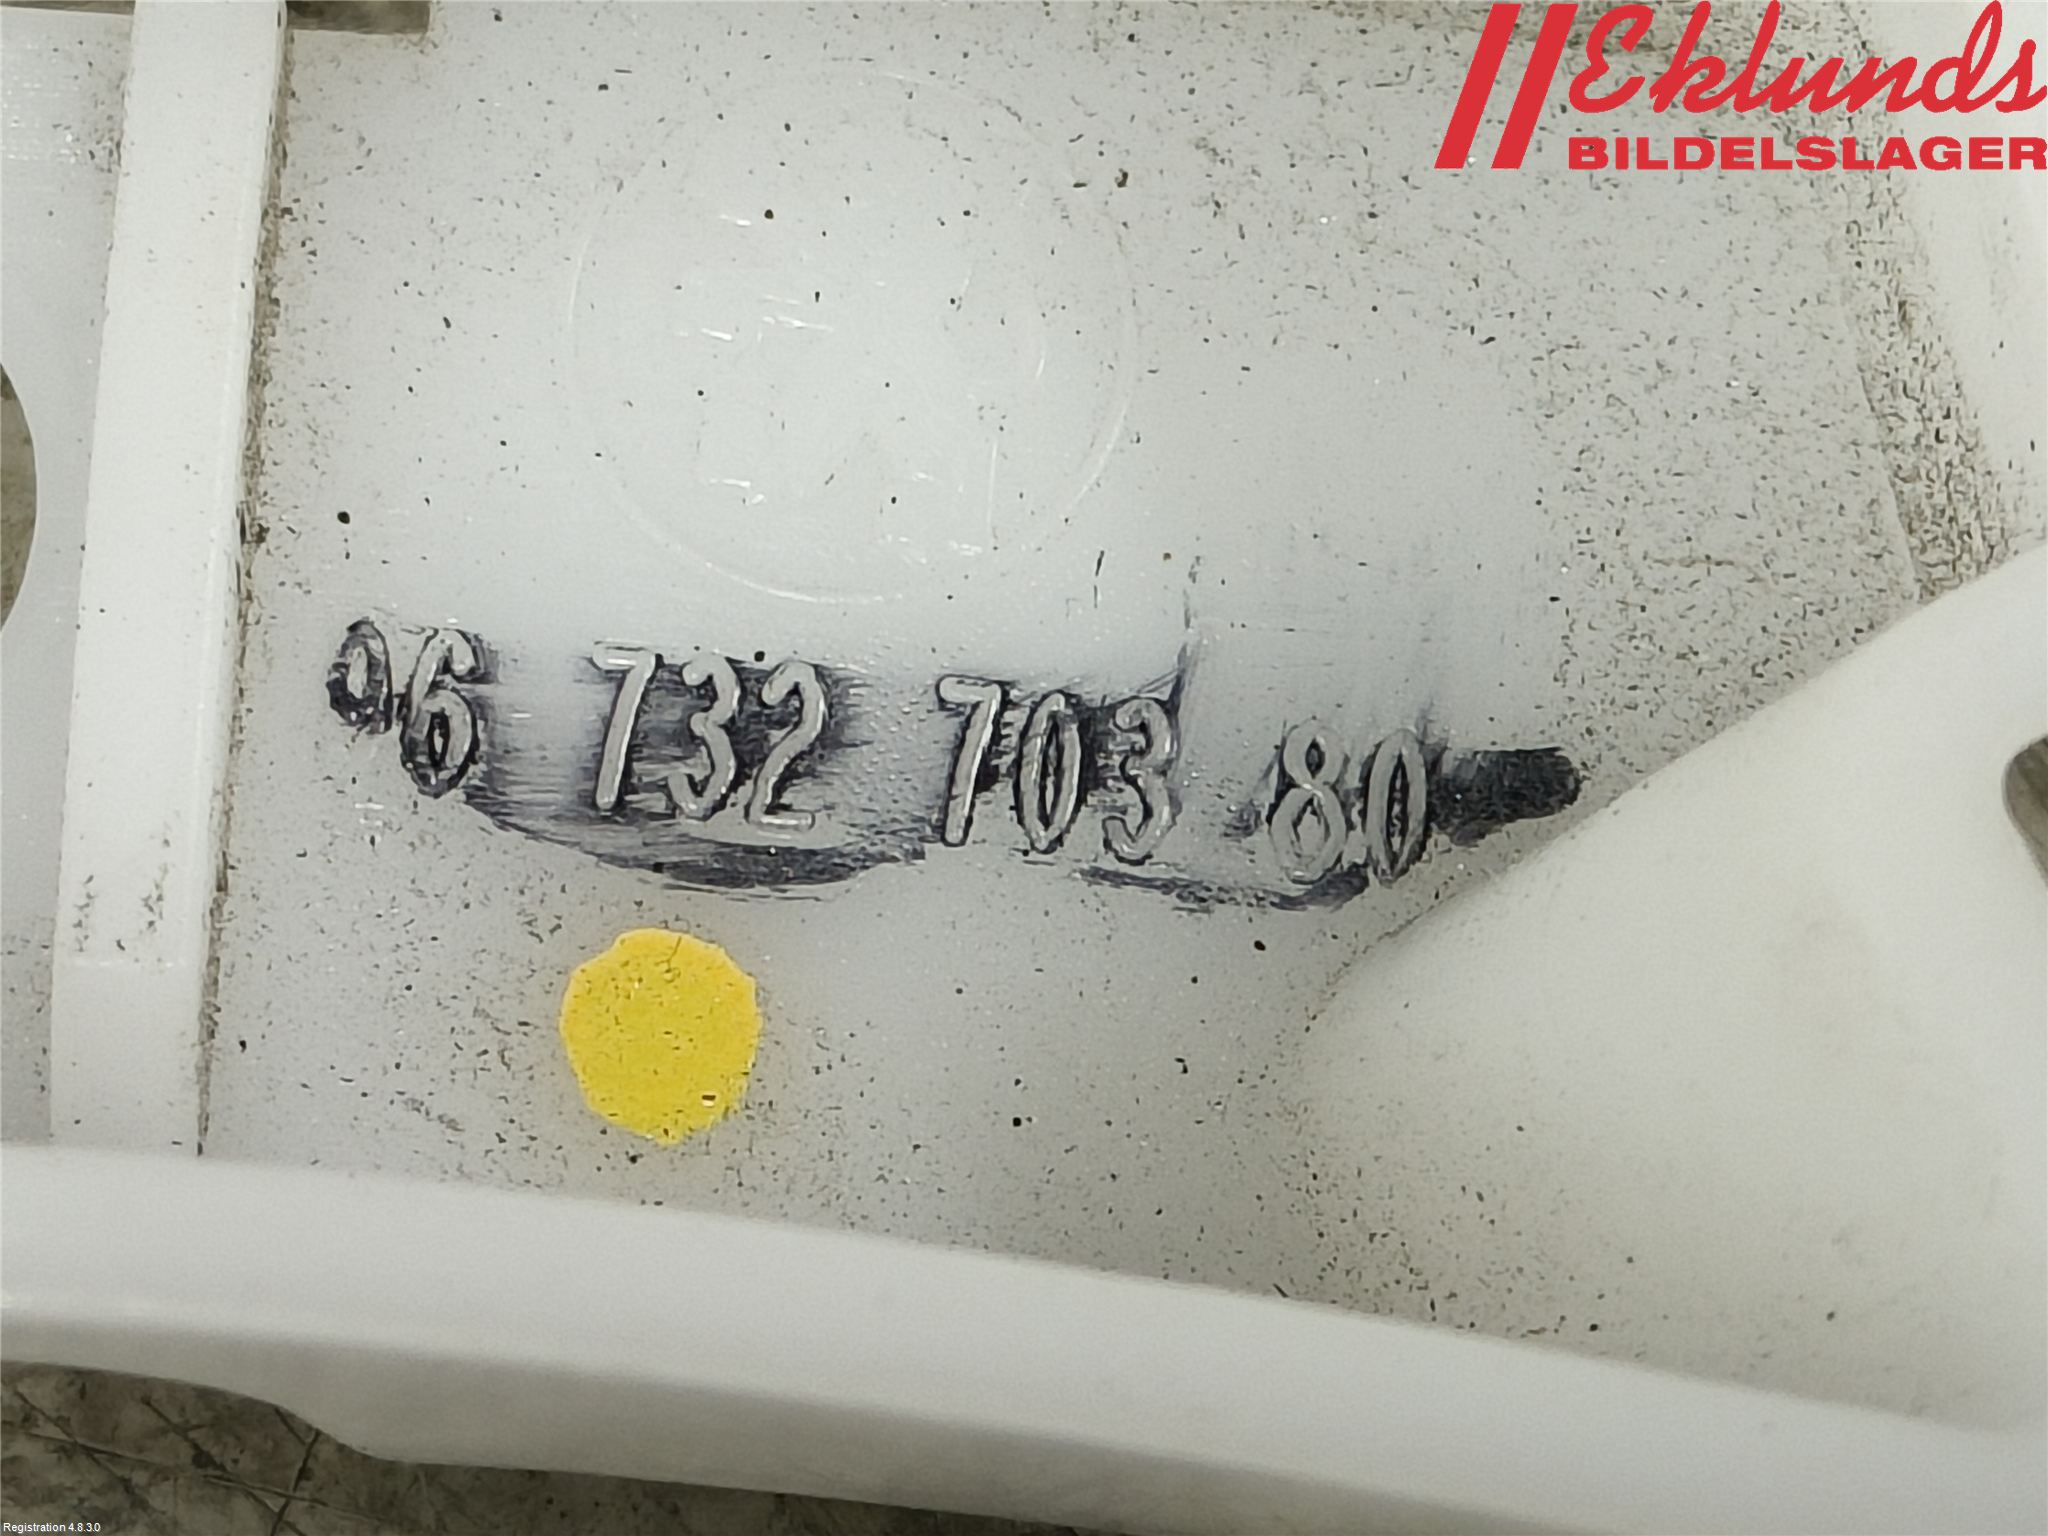 Eklunds
BILDELSLAGER
96 732 703 80
Registration 4.8.3.0